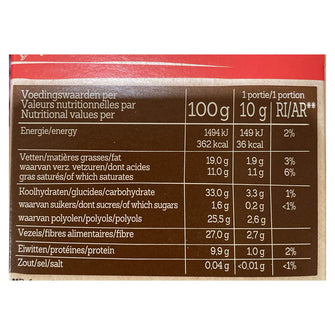 Voedingswaarden per
Valeurs nutritionnelles par
Nutritional values per
100 g
1 portie/1 portion
10 g
RI/AR**
Energie/energy 1494 kJ 149 kJ 2%
362 kcal 36 kcal
Vetten/matières grasses/fat 19.0 g 1.9 g 3%
waarvan verz. vetzuren/dont acides
gras saturés/of which saturates 11.0 g 1.1 g 6%
Koolhydraten/glucides/carbohydrate 33.0 g 3.3 g 1%
waarvan suikers/dont sucres/of which sugars 1.6 g 0.2 g <1%
waarvan polyolen/polyols/polyols 25.5 g 2.6 g
Vezels/fibres alimentaires/fibre 27.0 g 2.7 g
Eiwitten/protéines/protein 9.9 g 1.0 g 2%
Zout/sel/salt 0,04 g <0,01 g <1%